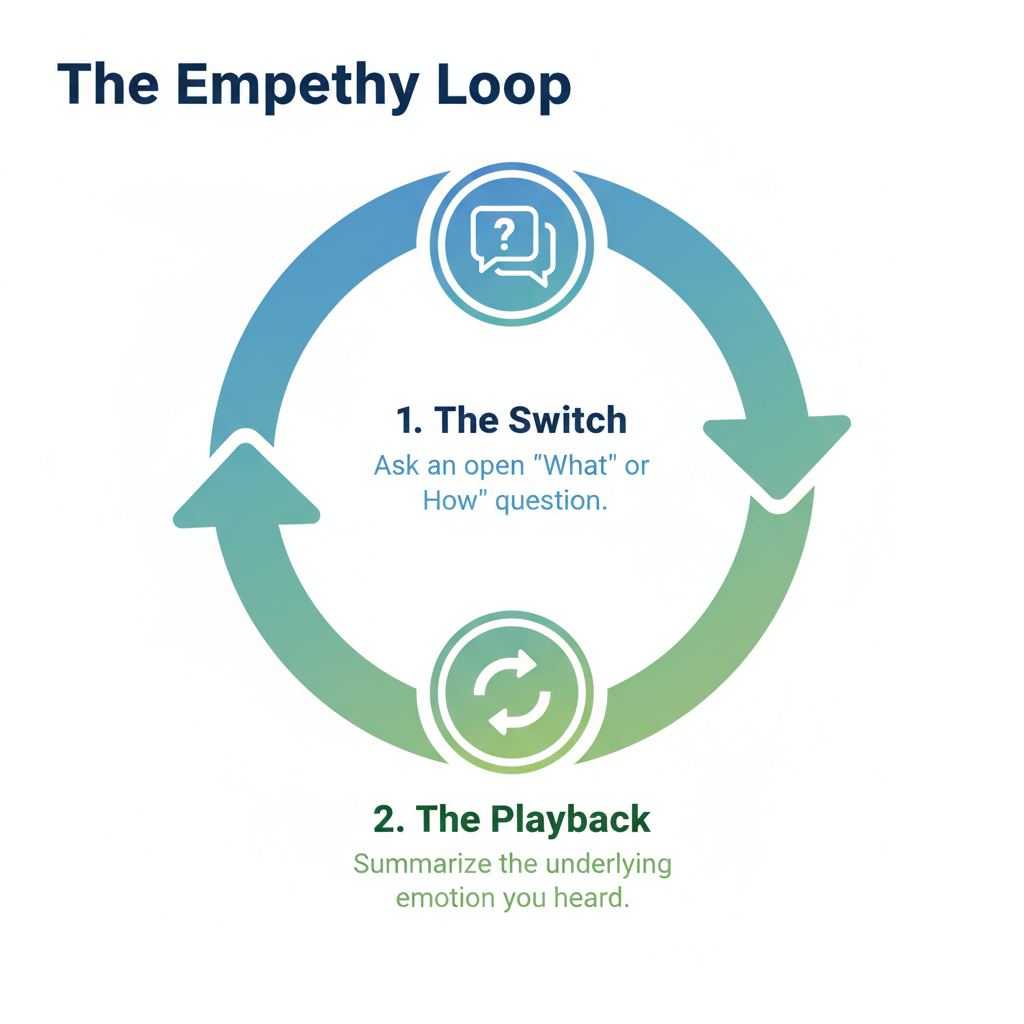 The Empethy Loop
?
1. The Switch
Ask an open "What" or
How" question.
2. The Playback
Summarize the underlying
emotion you heard.